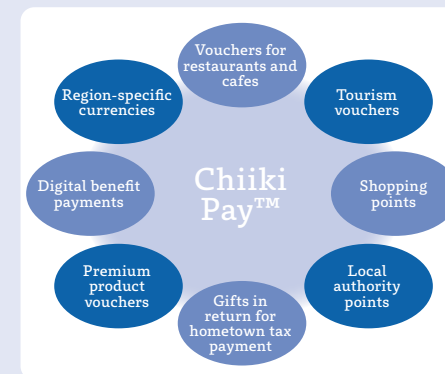 Vouchers for
restaurants and
cafes
Region-specific
currencies
Tourism
vouchers
Digital benefit
payments
Chiiki
Pay™
Shopping
points
Premium
product
vouchers
Local
authority
points
Gifts in
return for
hometown tax
payment